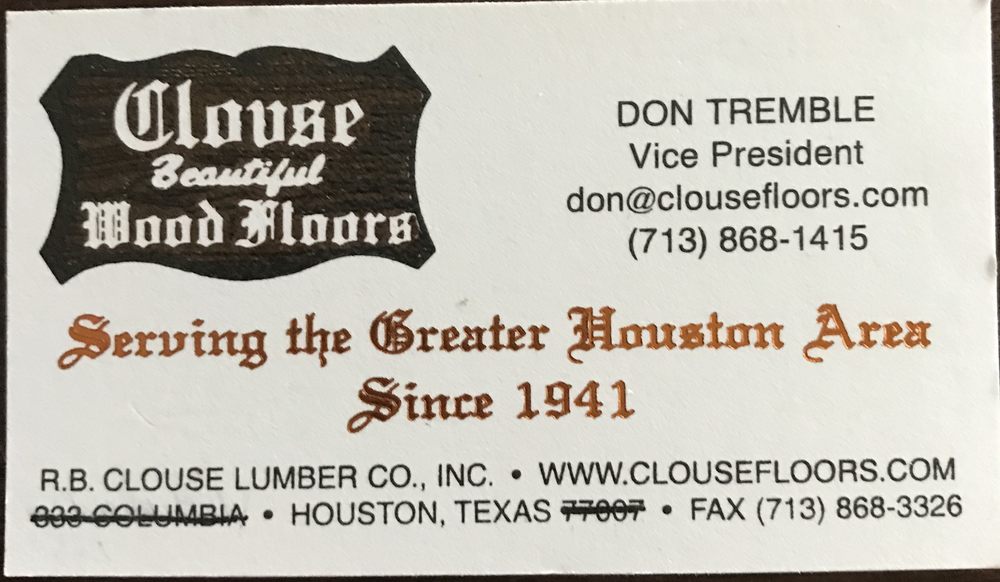 Clouse
Beautiful
Wood Floors
DON TREMBLE
Vice President
don@clousefloors.com
(713) 868-1415
Serving the Greater Houston Area
Since 1941
R.B. CLOUSE LUMBER CO., INC. • WWW.CLOUSEFLOORS.COM
COLUMBIA • HOUSTON, TEXAS 77007 • FAX (713) 868-3326